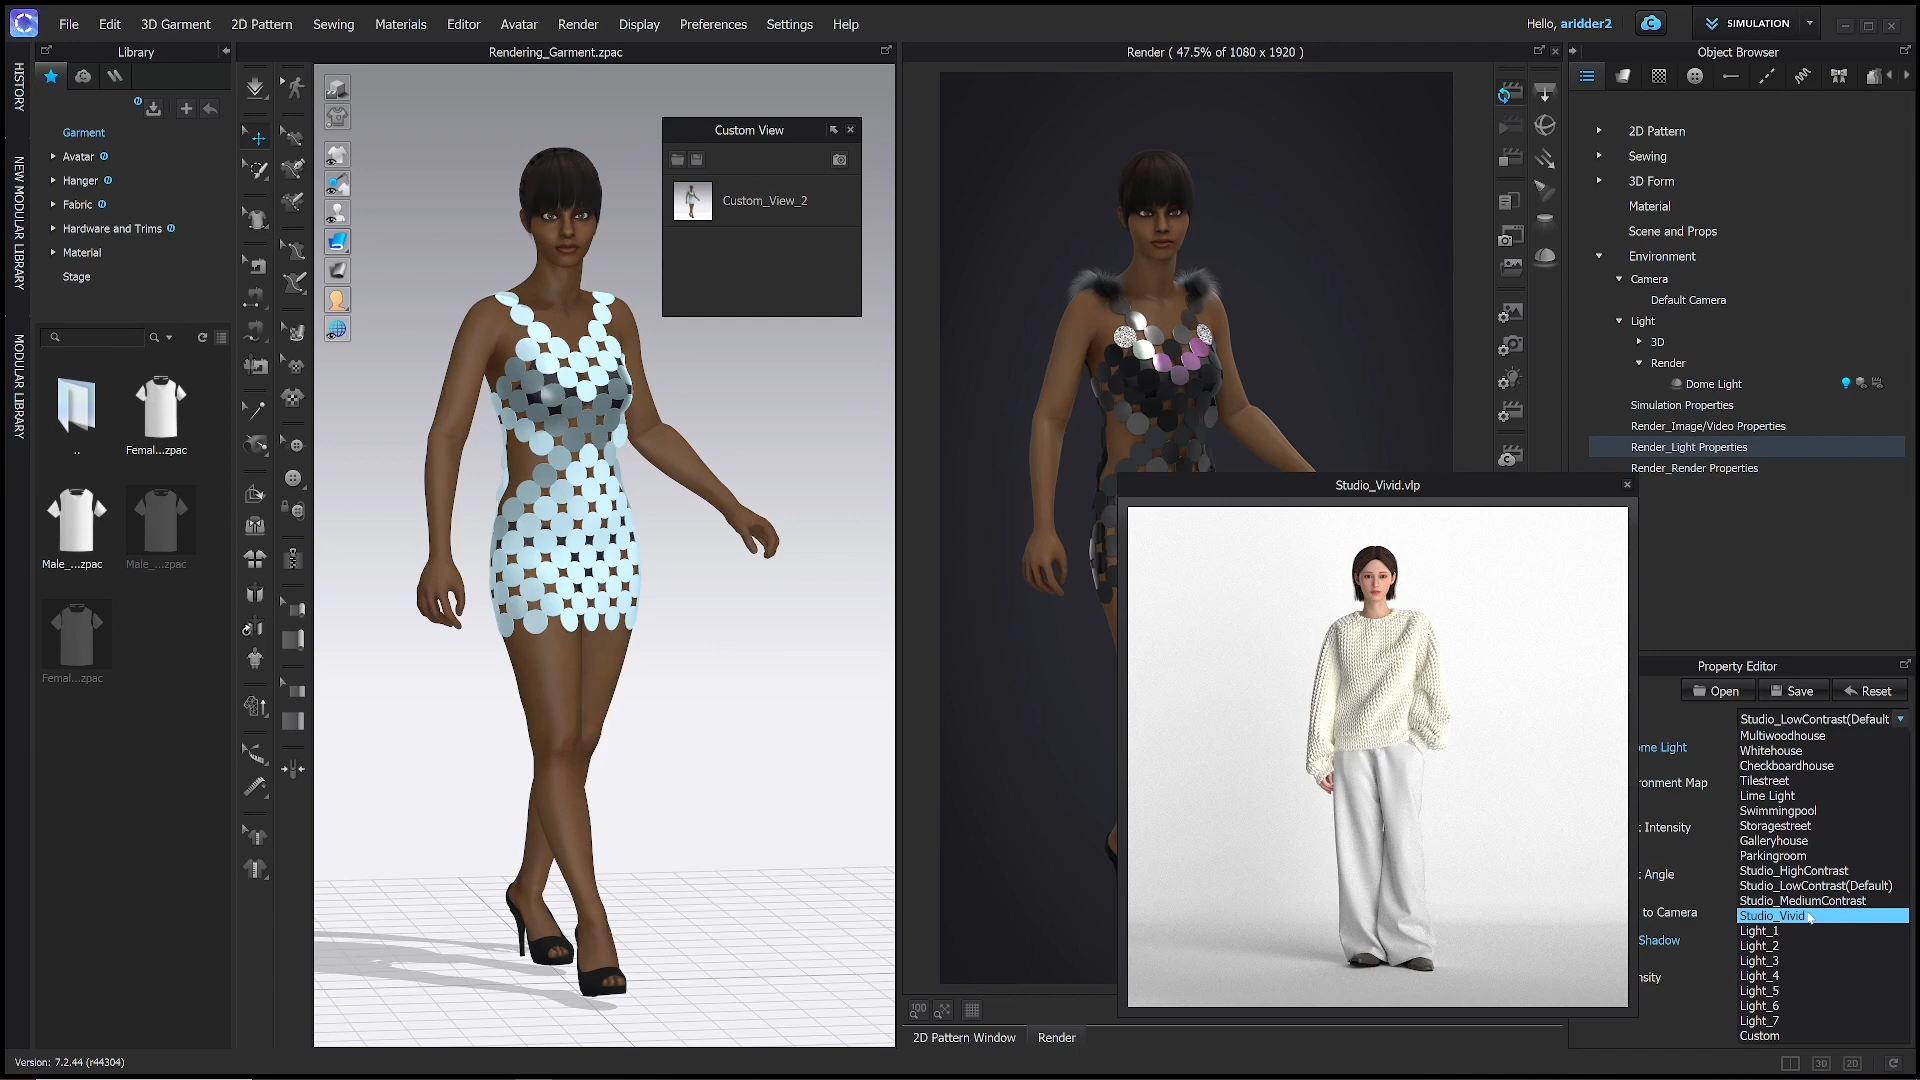 File Edit 3D Garment 2D Pattern Sewing Materials Editor Avatar Render Display Preferences Settings Help
Hello, aridder2
SIMULATION
Library
Rendering_Garment.zpac
Render ( 47.5% of 1080 x 1920 )
Object Browser
HISTORY
NEW MODULAR LIBRARY
MODULAR LIBRARY
Garment
Avatar N
Hanger N
Fabric N
Hardware and Trims N
Material
Stage
..
Femal...zpac
Male_...zpac
Male_...zpac
Femal...zpac
Custom View
Custom_View_2
2D Pattern
Sewing
3D Form
Material
Scene and Props
Environment
Camera
Default Camera
Light
3D
Render
Dome Light
Simulation Properties
Render_Image/Video Properties
Render_Light Properties
Render_Render Properties
Studio_Vivid.vlp
Property Editor
Open
Save
Reset
Studio_LowContrast(Default
ome Light
ronment Map
t Intensity
t Angle
to Camera
Shadow
nsity
Multiwoodhouse
Whitehouse
Checkboardhouse
Tilestreet
Lime Light
Swimmingpool
Storagestreet
Galleryhouse
Parkingroom
Studio_HighContrast
Studio_LowContrast(Default)
Studio_MediumContrast
Studio_Vivid
Light_1
Light_2
Light_3
Light_4
Light_5
Light_6
Light_7
Custom
100
2D Pattern Window
Render
Version: 7.2.44 (r44304)
3D
2D